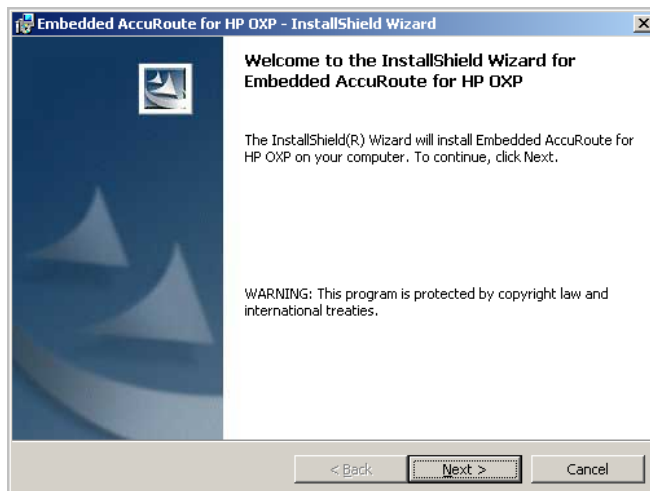 Embedded AccuRoute for HP OXP - InstallShield Wizard
Welcome to the InstallShield Wizard for
Embedded AccuRoute for HP OXP
The InstallShield(R) Wizard will install Embedded AccuRoute for
HP OXP on your computer. To continue, click Next.
WARNING: This program is protected by copyright law and
international treaties.
< Back
Next >
Cancel